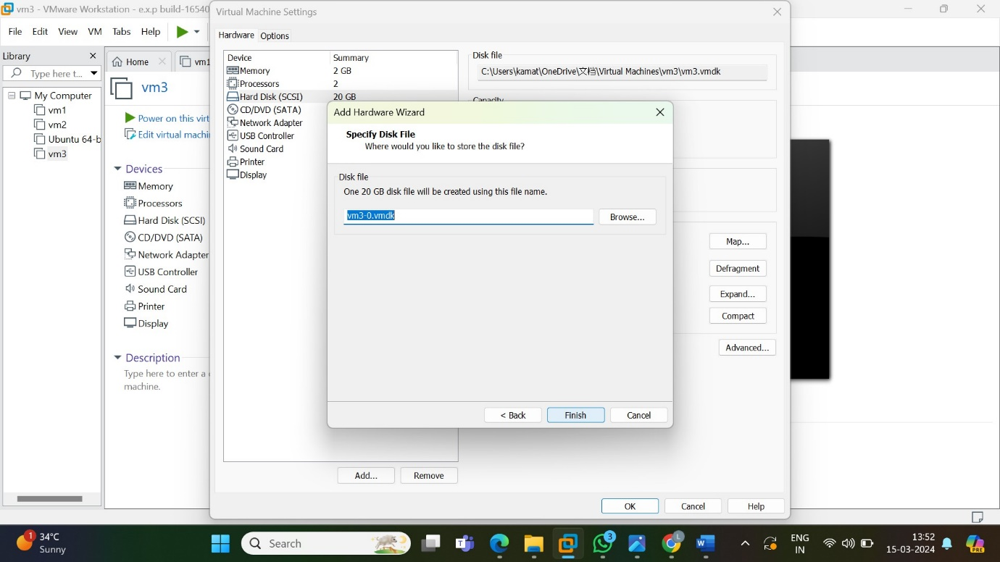 vm3 - VMware Workstation - e.x.p build-16540
File Edit View VM Tabs Help
Library
Type here t...
My Computer
vm1
vm2
Ubuntu 64-b
vm3
Home
vm1
vm3
Power on this virt
Edit virtual machi
Devices
Memory
Processors
Hard Disk (SCSI)
CD/DVD (SATA)
Network Adapter
USB Controller
Sound Card
Printer
Display
Description
Type here to enter a
machine.
Virtual Machine Settings
Hardware Options
Device Summary
Memory 2 GB
Processors 2
Hard Disk (SCSI) 20 GB
CD/DVD (SATA)
Network Adapter
USB Controller
Sound Card
Printer
Display
Add... Remove
Disk file
C:\Users\kamat\OneDrive\文档\Virtual Machines\vm3\vm3.vmdk
Capacity
Map...
Defragment
Expand...
Compact
Advanced...
OK Cancel Help
Add Hardware Wizard
Specify Disk File
Where would you like to store the disk file?
Disk file
One 20 GB disk file will be created using this file name.
vm3-0.vmdk
Browse...
< Back Finish Cancel
1
34°C
Sunny
Search
3
L
ENG
IN
13:52
15-03-2024
PRE